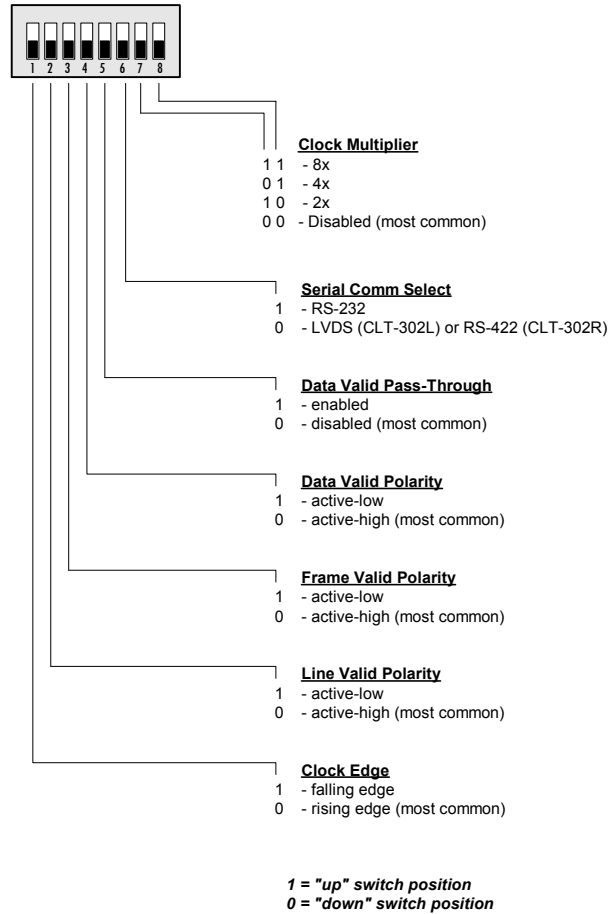 1 2 3 4 5 6 7 8
Clock Multiplier
1 1 - 8x
0 1 - 4x
1 0 - 2x
0 0 - Disabled (most common)
Serial Comm Select
1 - RS-232
0 - LVDS (CLT-302L) or RS-422 (CLT-302R)
Data Valid Pass-Through
1 - enabled
0 - disabled (most common)
Data Valid Polarity
1 - active-low
0 - active-high (most common)
Frame Valid Polarity
1 - active-low
0 - active-high (most common)
Line Valid Polarity
1 - active-low
0 - active-high (most common)
Clock Edge
1 - falling edge
0 - rising edge (most common)
1 = "up" switch position
0 = "down" switch position